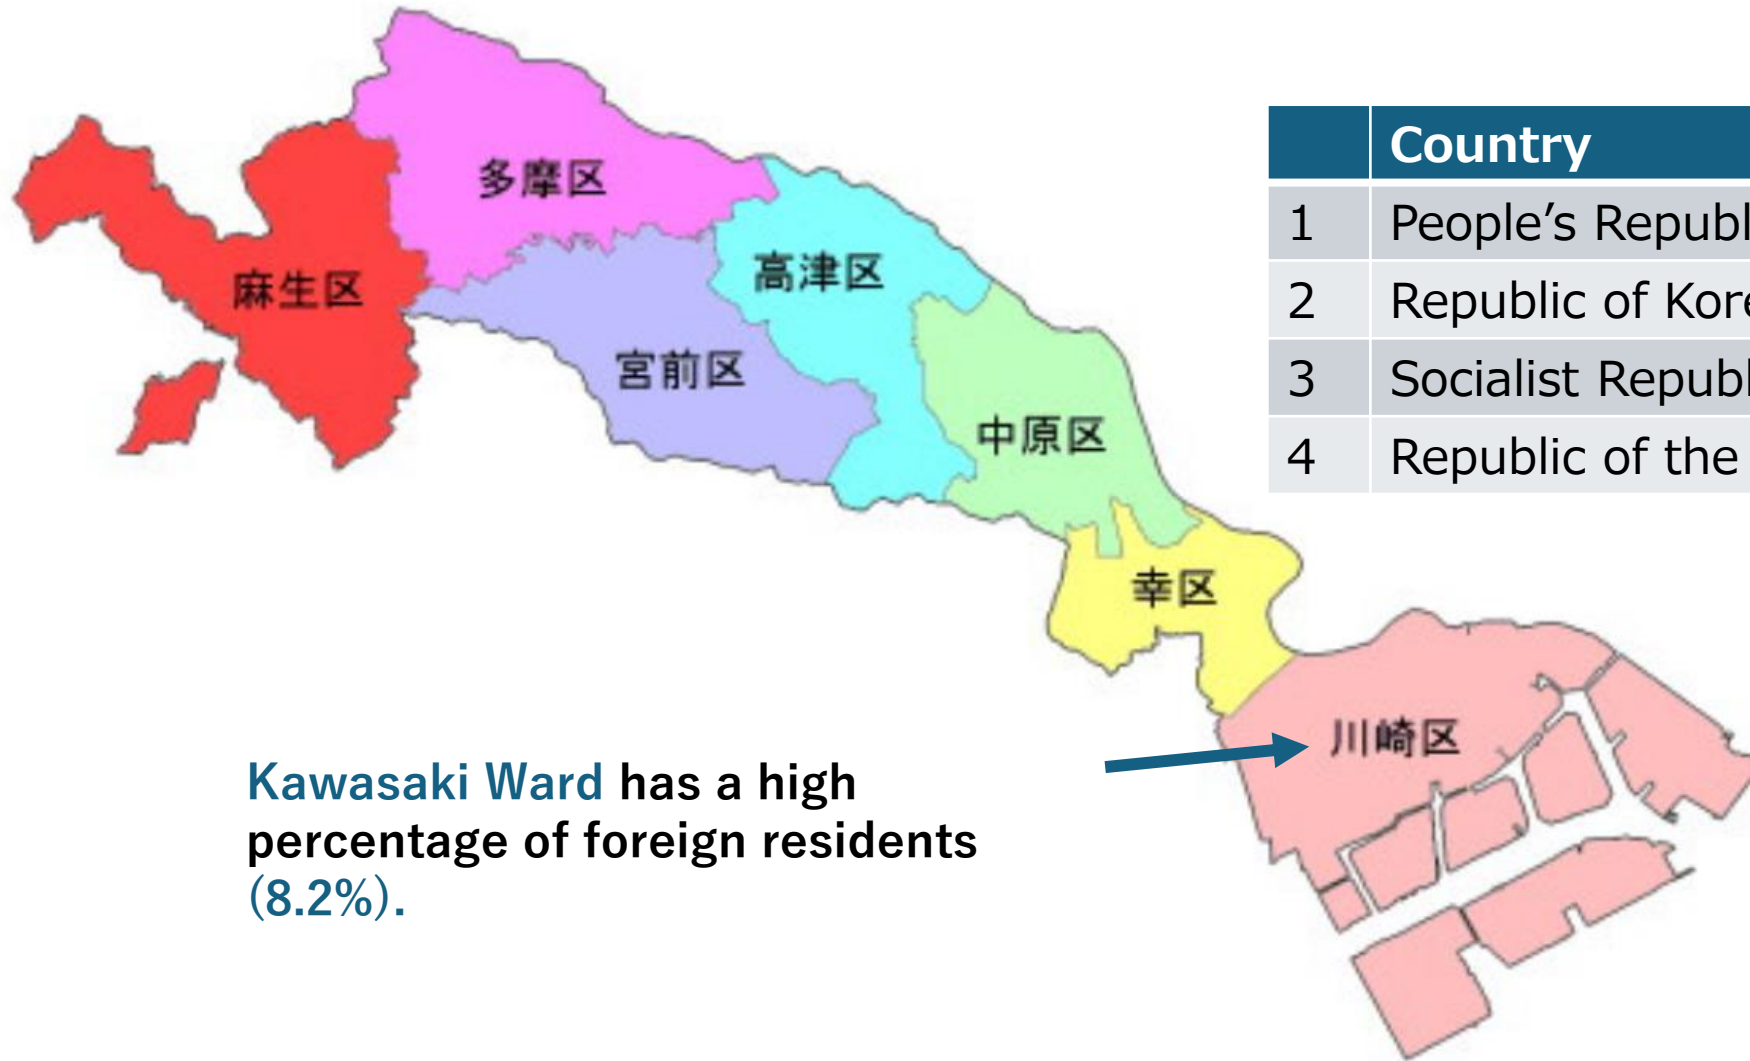 多摩区
麻生区
高津区
宮前区
中原区
幸区
川崎区
Country
1 People’s Republ
2 Republic of Kore
3 Socialist Republ
4 Republic of the
Kawasaki Ward has a high
percentage of foreign residents
(8.2%).